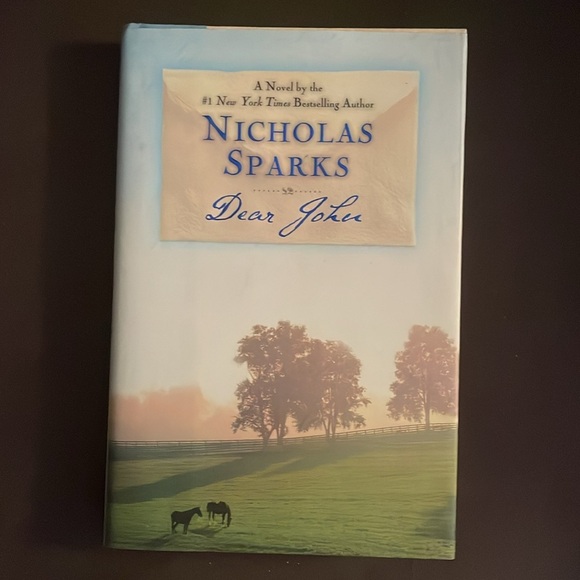 A Novel by the
#1 New York Times Bestselling Author
NICHOLAS
SPARKS
Dear John